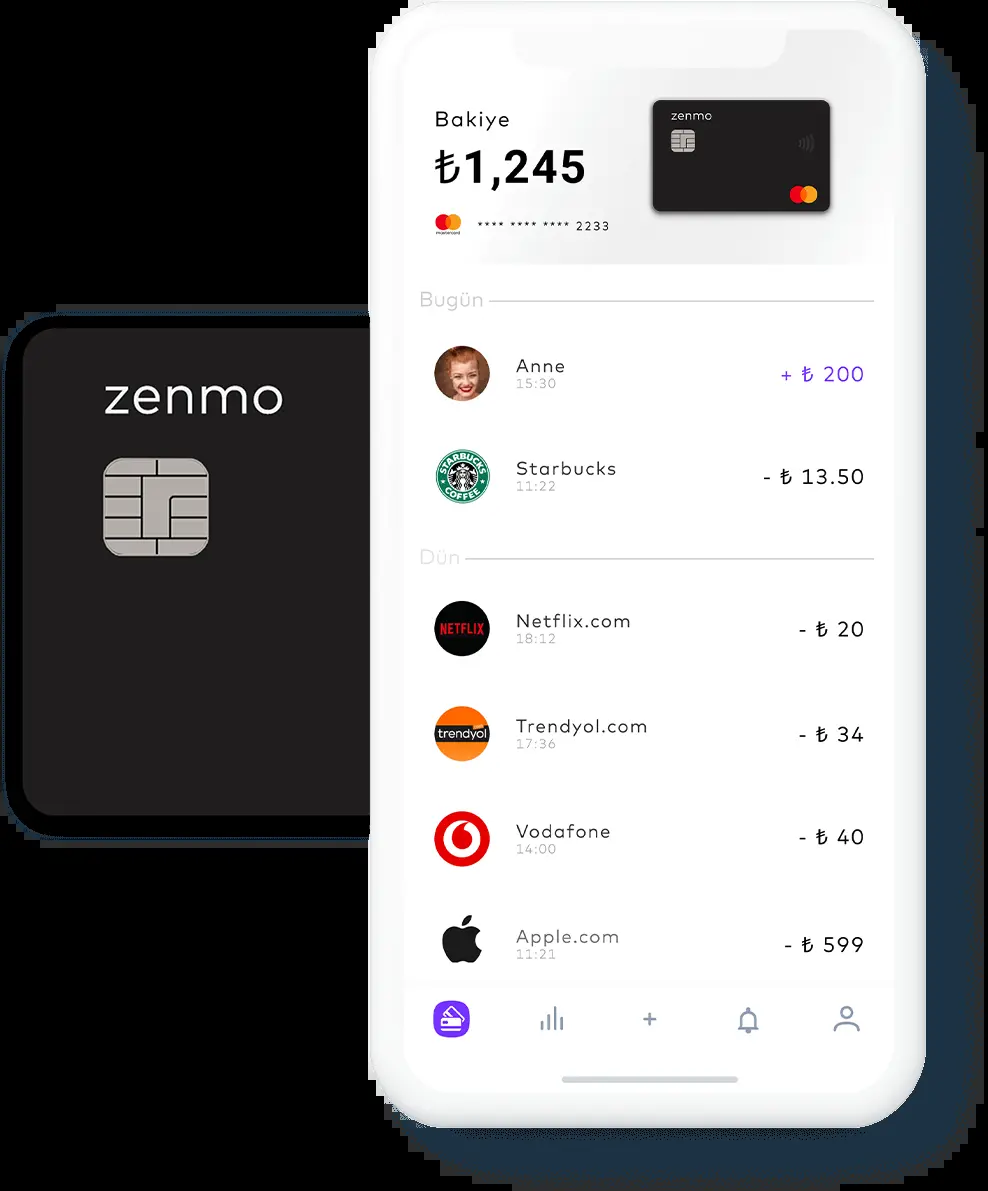 zenmo
Bakiye
₺1,245
mastercard
**** **** **** 2233
zenmo
Bugün
Anne
15:30
+ ₺ 200
STARBUCKS
COFFEE
Starbucks
11:22
- ₺ 13.50
Dün
NETFLIX
Netflix.com
18:12
- ₺ 20
trendyol
Trendyol.com
17:36
- ₺ 34
Vodafone
14:00
- ₺ 40
Apple.com
11:21
- ₺ 599